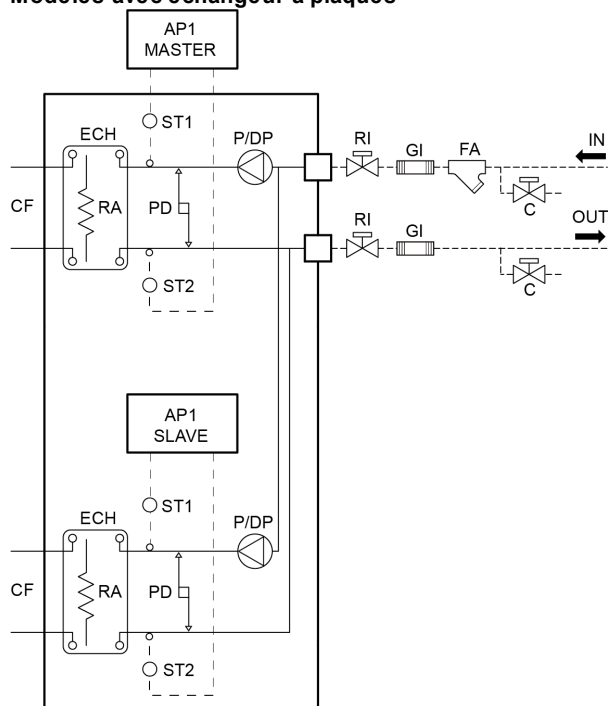 Modèles avec échangeur à plaques
AP1
MASTER
ST1
ECH
P/DP
RI
GI
FA
IN
CF
RA
PD
C
OUT
RI
GI
ST2
C
AP1
SLAVE
ST1
ECH
P/DP
CF
RA
PD
ST2